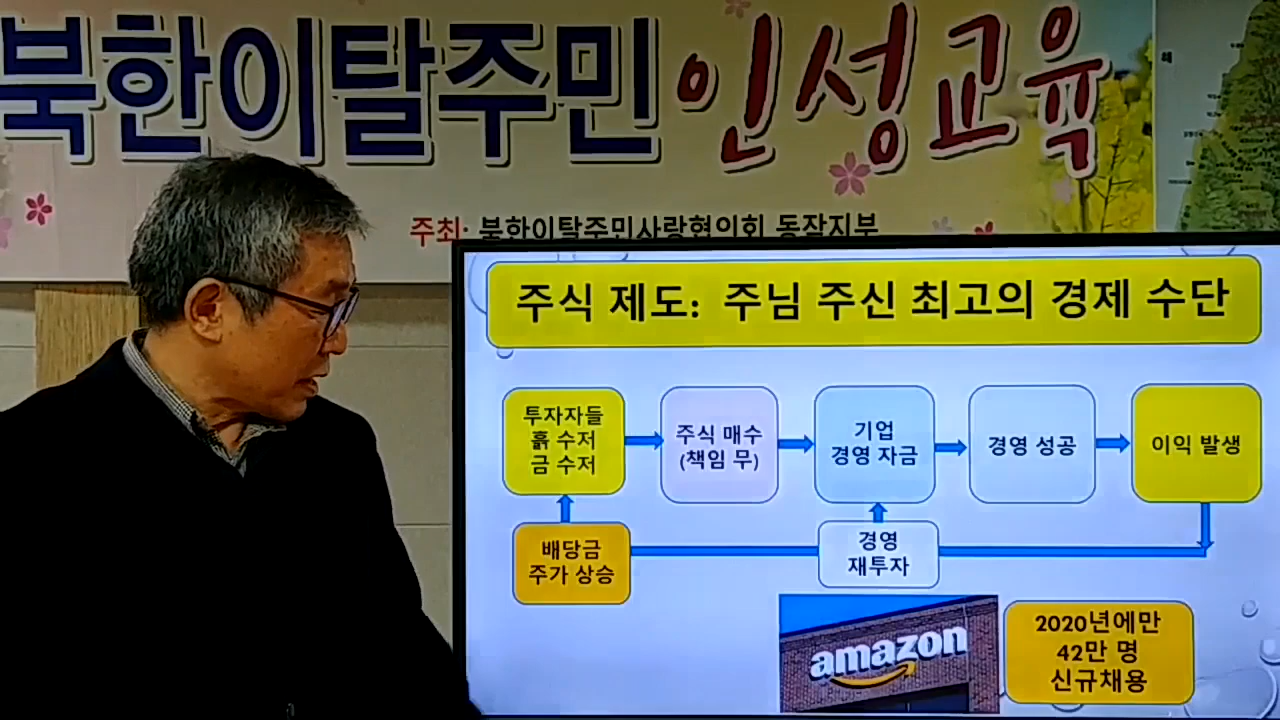 북한이탈주민 인성교육
주최: 북한이탈주민사랑협의회 동작지부
주식 제도: 주님 주신 최고의 경제 수단
투자자들
흙 수저
금 수저
주식 매수
(책임 무)
기업
경영 자금
경영 성공
이익 발생
배당금
주가 상승
경영
재투자
amazon
2020년에만
42만 명
신규채용